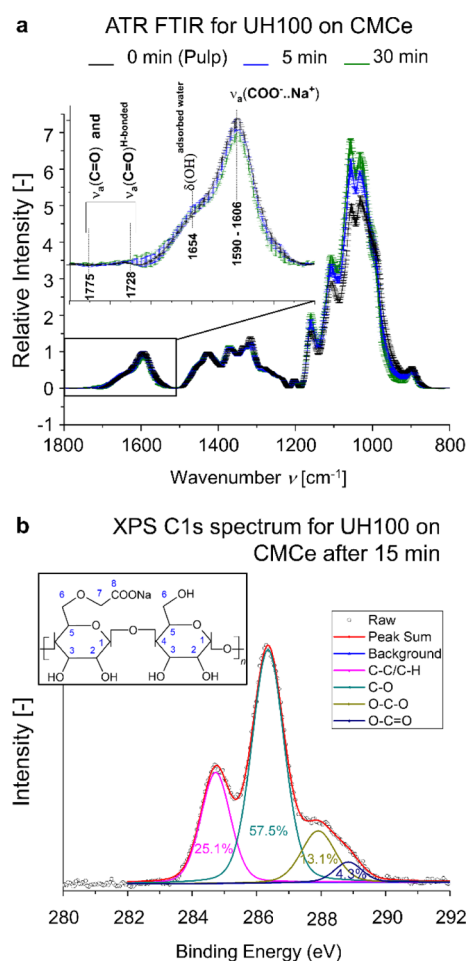 a
ATR FTIR for UH100 on CMCe
0 min (Pulp) 5 min 30 min
νa(C=O) and
νa(C=O)H-bonded
adsorbed water
δ(OH)
νa(COO-..Na+)
1775
1728
1654
1590 - 1606
Relative Intensity [-]
7
6
5
4
3
2
1
0
-1
1800 1600 1400 1200 1000 800
Wavenumber ν [cm-1]
b
XPS C1s spectrum for UH100 on
CMCe after 15 min
8
6 O COONa 6 OH
7
5 O 5 O
4 1 O 4 1 O n
3 2 3 2
HO OH HO OH
Raw
Peak Sum
Background
C-C/C-H
C-O
O-C-O
O-C=O
Intensity [-]
57.5%
25.1%
13.1%
4.3%
280 282 284 286 288 290 292
Binding Energy (eV)